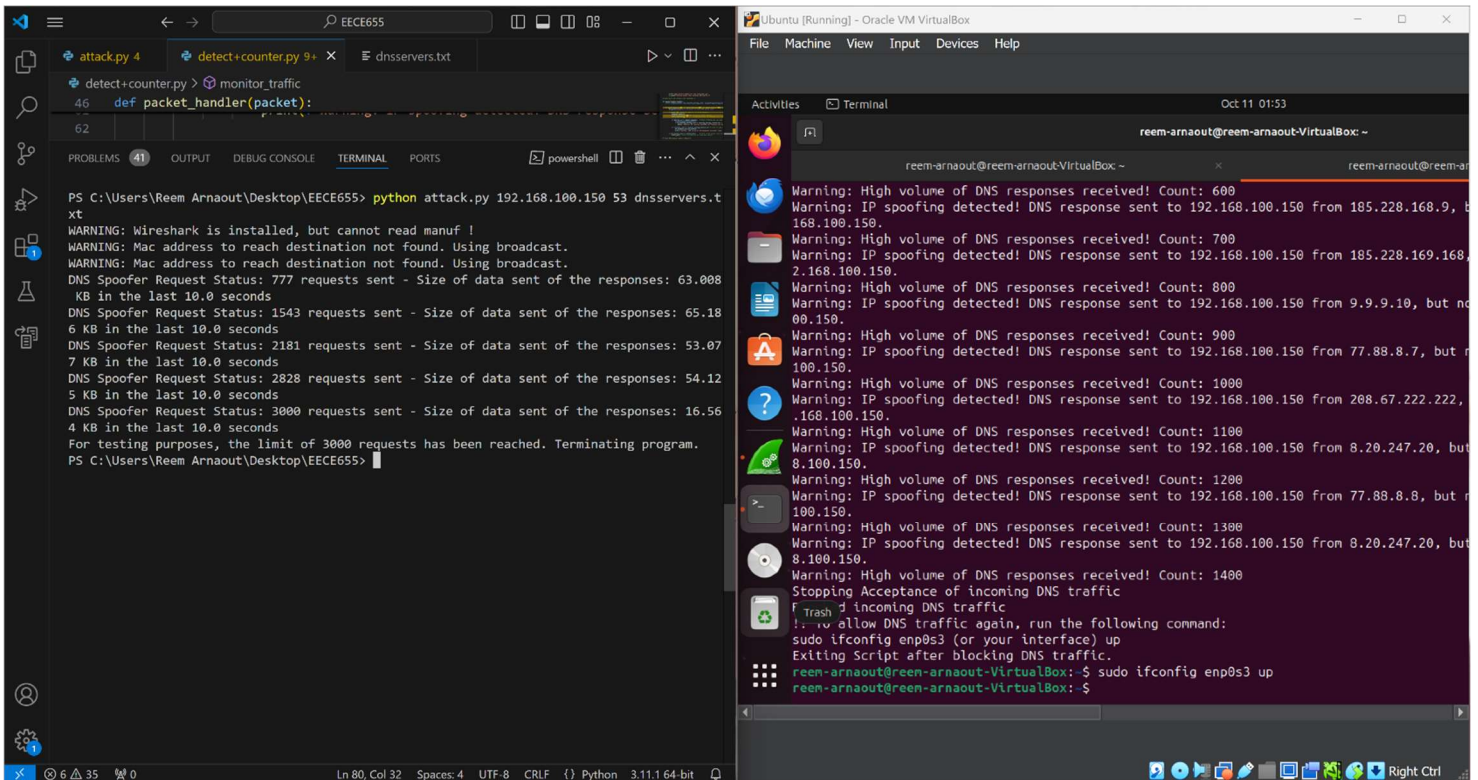 EECE655
attack.py 4
detect+counter.py 9+
dnsservers.txt
detect+counter.py > monitor_traffic
46 def packet_handler(packet):
62
PROBLEMS 41 OUTPUT DEBUG CONSOLE TERMINAL PORTS
powershell
PS C:\Users\Reem Arnaout\Desktop\EECE655> python attack.py 192.168.100.150 53 dnsservers.t
xt
WARNING: Wireshark is installed, but cannot read manuf !
WARNING: Mac address to reach destination not found. Using broadcast.
WARNING: Mac address to reach destination not found. Using broadcast.
DNS Spoofer Request Status: 777 requests sent - Size of data sent of the responses: 63.008
KB in the last 10.0 seconds
DNS Spoofer Request Status: 1543 requests sent - Size of data sent of the responses: 65.18
6 KB in the last 10.0 seconds
DNS Spoofer Request Status: 2181 requests sent - Size of data sent of the responses: 53.07
7 KB in the last 10.0 seconds
DNS Spoofer Request Status: 2828 requests sent - Size of data sent of the responses: 54.12
5 KB in the last 10.0 seconds
DNS Spoofer Request Status: 3000 requests sent - Size of data sent of the responses: 16.56
4 KB in the last 10.0 seconds
For testing purposes, the limit of 3000 requests has been reached. Terminating program.
PS C:\Users\Reem Arnaout\Desktop\EECE655>
6 35 0 Ln 80, Col 32 Spaces: 4 UTF-8 CRLF {} Python 3.11.1 64-bit
Ubuntu [Running] - Oracle VM VirtualBox
File Machine View Input Devices Help
Activities Terminal Oct 11 01:53
reem-arnaout@reem-arnaout-VirtualBox: ~
reem-arnaout@reem-arnaout-VirtualBox: ~
reem-arnaout@reem-ar
Warning: High volume of DNS responses received! Count: 600
Warning: IP spoofing detected! DNS response sent to 192.168.100.150 from 185.228.168.9, b
168.100.150.
Warning: High volume of DNS responses received! Count: 700
Warning: IP spoofing detected! DNS response sent to 192.168.100.150 from 185.228.169.168,
2.168.100.150.
Warning: High volume of DNS responses received! Count: 800
Warning: IP spoofing detected! DNS response sent to 192.168.100.150 from 9.9.9.10, but no
00.150.
Warning: High volume of DNS responses received! Count: 900
Warning: IP spoofing detected! DNS response sent to 192.168.100.150 from 77.88.8.7, but n
100.150.
Warning: High volume of DNS responses received! Count: 1000
Warning: IP spoofing detected! DNS response sent to 192.168.100.150 from 208.67.222.222,
.168.100.150.
Warning: High volume of DNS responses received! Count: 1100
Warning: IP spoofing detected! DNS response sent to 192.168.100.150 from 8.20.247.20, but
8.100.150.
Warning: High volume of DNS responses received! Count: 1200
Warning: IP spoofing detected! DNS response sent to 192.168.100.150 from 77.88.8.8, but n
100.150.
Warning: High volume of DNS responses received! Count: 1300
Warning: IP spoofing detected! DNS response sent to 192.168.100.150 from 8.20.247.20, but
8.100.150.
Warning: High volume of DNS responses received! Count: 1400
Stopping Acceptance of incoming DNS traffic
Trash d incoming DNS traffic
allow DNS traffic again, run the following command:
sudo ifconfig enp0s3 (or your interface) up
Exiting Script after blocking DNS traffic.
reem-arnaout@reem-arnaout-VirtualBox:~$ sudo ifconfig enp0s3 up
reem-arnaout@reem-arnaout-VirtualBox:~$
Right Ctrl